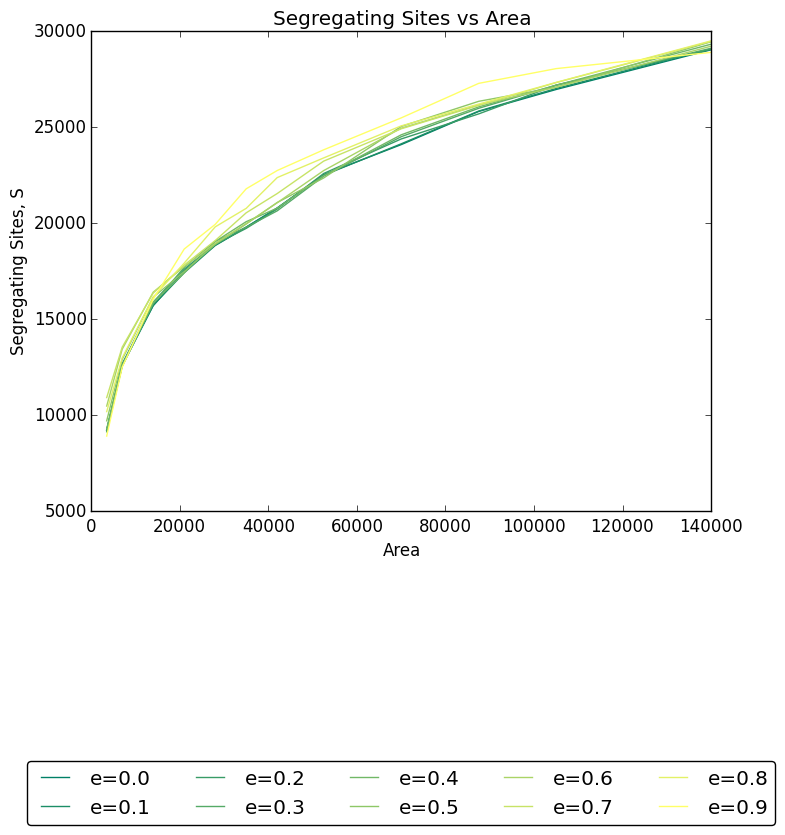 Segregating Sites vs Area
30000
25000
20000
15000
10000
5000
Segregating Sites, S
0 20000 40000 60000 80000 100000 120000 140000
Area
e=0.0 e=0.2 e=0.4 e=0.6 e=0.8
e=0.1 e=0.3 e=0.5 e=0.7 e=0.9